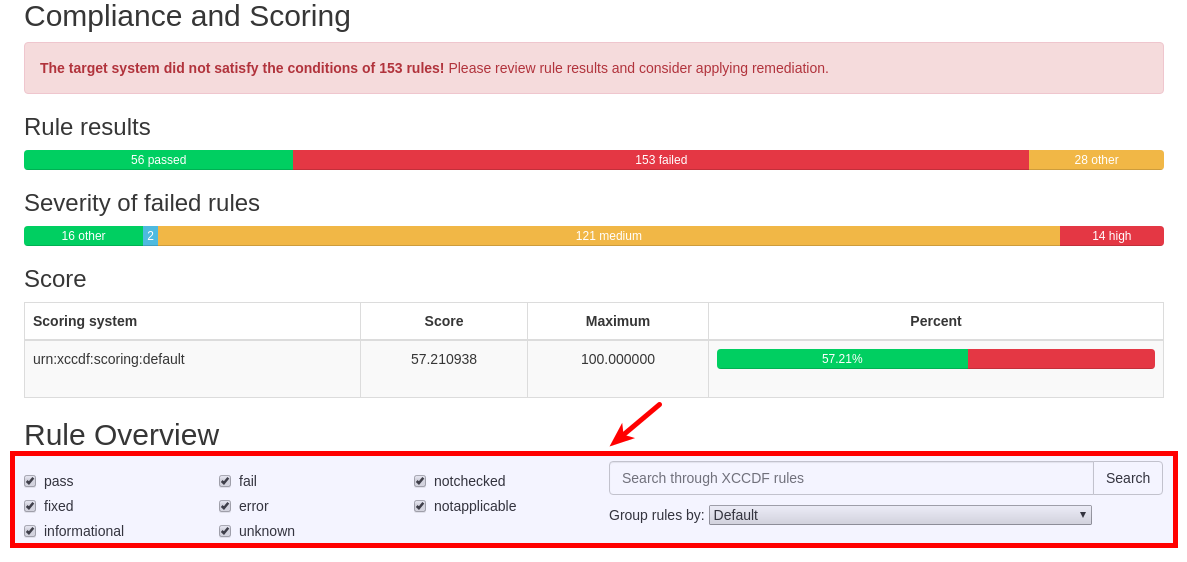 Compliance and Scoring
The target system did not satisfy the conditions of 153 rules! Please review rule results and consider applying remediation.
Rule results
56 passed 153 failed 28 other
Severity of failed rules
16 other 2 121 medium 14 high
Score
Scoring system Score Maximum Percent
urn:xccdf:scoring:default 57.210938 100.000000 57.21%
Rule Overview
pass fail notchecked Search through XCCDF rules Search
fixed error notapplicable Group rules by: Default
informational unknown